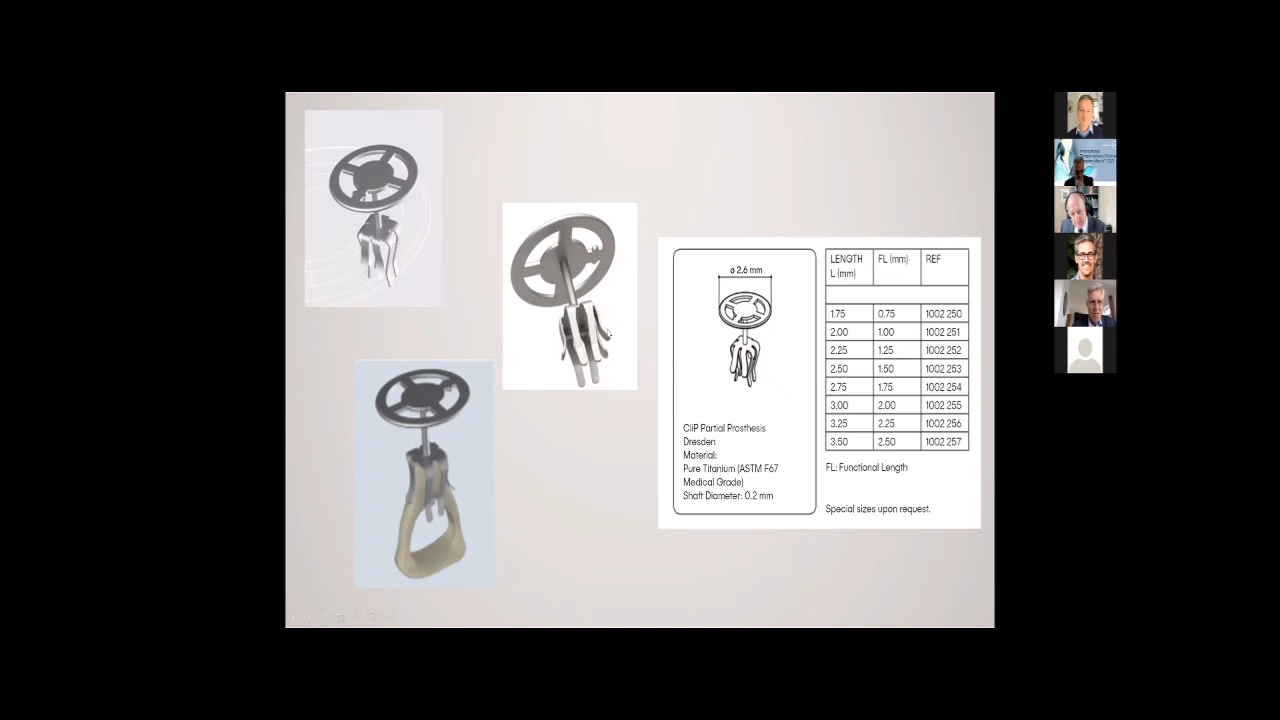 ø 2.6 mm
CliP Partial Prosthesis
Dresden
Material:
Pure Titanium (ASTM F67
Medical Grade)
Shaft Diameter: 0.2 mm
LENGTH L (mm) FL (mm) REF
1.75 0.75 1002 250
2.00 1.00 1002 251
2.25 1.25 1002 252
2.50 1.50 1002 253
2.75 1.75 1002 254
3.00 2.00 1002 255
3.25 2.25 1002 256
3.50 2.50 1002 257
FL: Functional Length
Special sizes upon request.
International